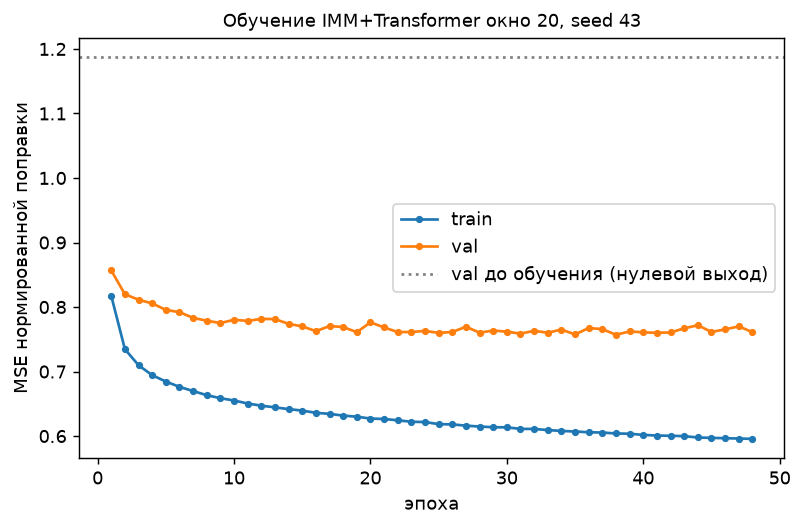 Обучение IMM+Transformer окно 20, seed 43
MSE нормированной поправки
1.2
1.1
1.0
0.9
0.8
0.7
0.6
train
val
val до обучения (нулевой выход)
0
10
20
30
40
50
эпоха